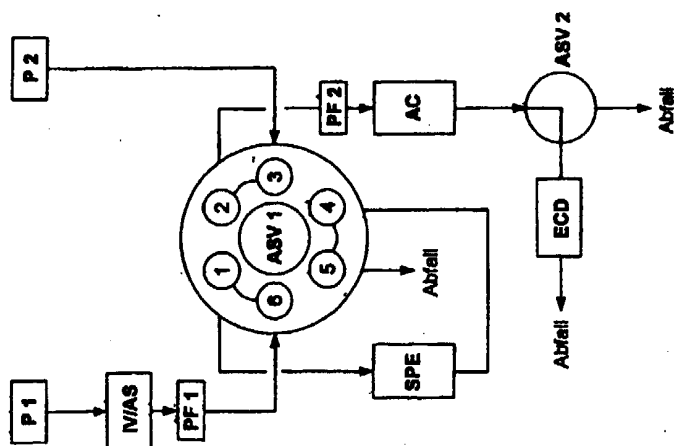 P 1
P 2
IV/AS
PF 1
2
3
1
ASV 1
4
6
5
PF 2
SPE
Abfall
AC
ECD
ASV 2
Abfall
Abfall